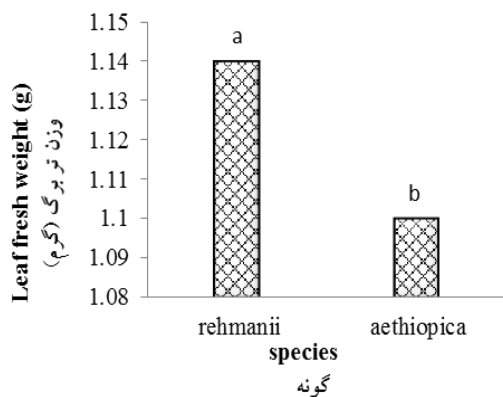 Leaf fresh weight (g)
وزن تر برگ (گرم)
1.15
1.14
1.13
1.12
1.11
1.1
1.09
1.08
a
b
rehmanii aethiopica
species
گونه